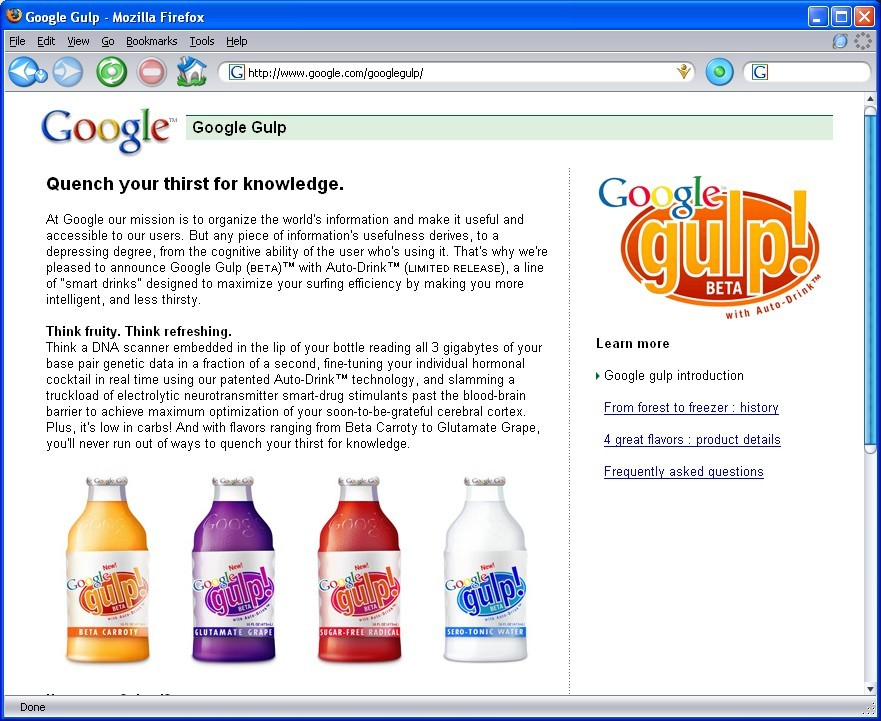 Google Gulp - Mozilla Firefox
File Edit View Go Bookmarks Tools Help
G http://www.google.com/googlegulp/ G
Google™ Google Gulp
Quench your thirst for knowledge.
At Google our mission is to organize the world's information and make it useful and
accessible to our users. But any piece of information's usefulness derives, to a
depressing degree, from the cognitive ability of the user who's using it. That's why we're
pleased to announce Google Gulp (BETA)™ with Auto-Drink™ (LIMITED RELEASE), a line
of "smart drinks" designed to maximize your surfing efficiency by making you more
intelligent, and less thirsty.
Think fruity. Think refreshing.
Think a DNA scanner embedded in the lip of your bottle reading all 3 gigabytes of your
base pair genetic data in a fraction of a second, fine-tuning your individual hormonal
cocktail in real time using our patented Auto-Drink™ technology, and slamming a
truckload of electrolytic neurotransmitter smart-drug stimulants past the blood-brain
barrier to achieve maximum optimization of your soon-to-be-grateful cerebral cortex.
Plus, it's low in carbs! And with flavors ranging from Beta Carroty to Glutamate Grape,
you'll never run out of ways to quench your thirst for knowledge.
New!
Google
gulp!
BETA
with Auto-Drink™
BETA CARROTY
New!
Google
gulp!
BETA
with Auto-Drink™
GLUTAMATE GRAPE
New!
Google
gulp!
BETA
with Auto-Drink™
SUGAR-FREE RADICAL
New!
Google
gulp!
BETA
with Auto-Drink™
SERO-TONIC WATER
Google™
gulp!
BETA
with Auto-Drink™
Learn more
Google gulp introduction
From forest to freezer : history
4 great flavors : product details
Frequently asked questions
Done